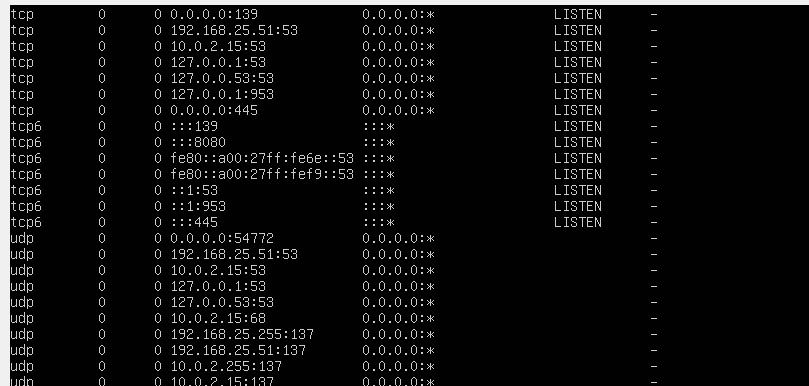 tcp 0 0 0.0.0.0:139 0.0.0.0:* LISTEN -
tcp 0 0 192.168.25.51:53 0.0.0.0:* LISTEN -
tcp 0 0 10.0.2.15:53 0.0.0.0:* LISTEN -
tcp 0 0 127.0.0.1:53 0.0.0.0:* LISTEN -
tcp 0 0 127.0.0.53:53 0.0.0.0:* LISTEN -
tcp 0 0 127.0.0.1:953 0.0.0.0:* LISTEN -
tcp 0 0 0.0.0.0:445 0.0.0.0:* LISTEN -
tcp6 0 0 :::139 :::* LISTEN -
tcp6 0 0 :::8080 :::* LISTEN -
tcp6 0 0 fe80::a00:27ff:fe6e::53 :::* LISTEN -
tcp6 0 0 fe80::a00:27ff:fef9::53 :::* LISTEN -
tcp6 0 0 ::1:53 :::* LISTEN -
tcp6 0 0 ::1:953 :::* LISTEN -
tcp6 0 0 :::445 :::* LISTEN -
udp 0 0 0.0.0.0:54772 0.0.0.0:* -
udp 0 0 192.168.25.51:53 0.0.0.0:* -
udp 0 0 10.0.2.15:53 0.0.0.0:* -
udp 0 0 127.0.0.1:53 0.0.0.0:* -
udp 0 0 127.0.0.53:53 0.0.0.0:* -
udp 0 0 10.0.2.15:68 0.0.0.0:* -
udp 0 0 192.168.25.255:137 0.0.0.0:* -
udp 0 0 192.168.25.51:137 0.0.0.0:* -
udp 0 0 10.0.2.255:137 0.0.0.0:* -
udp 0 0 10.0.2.15:137 0.0.0.0:* -